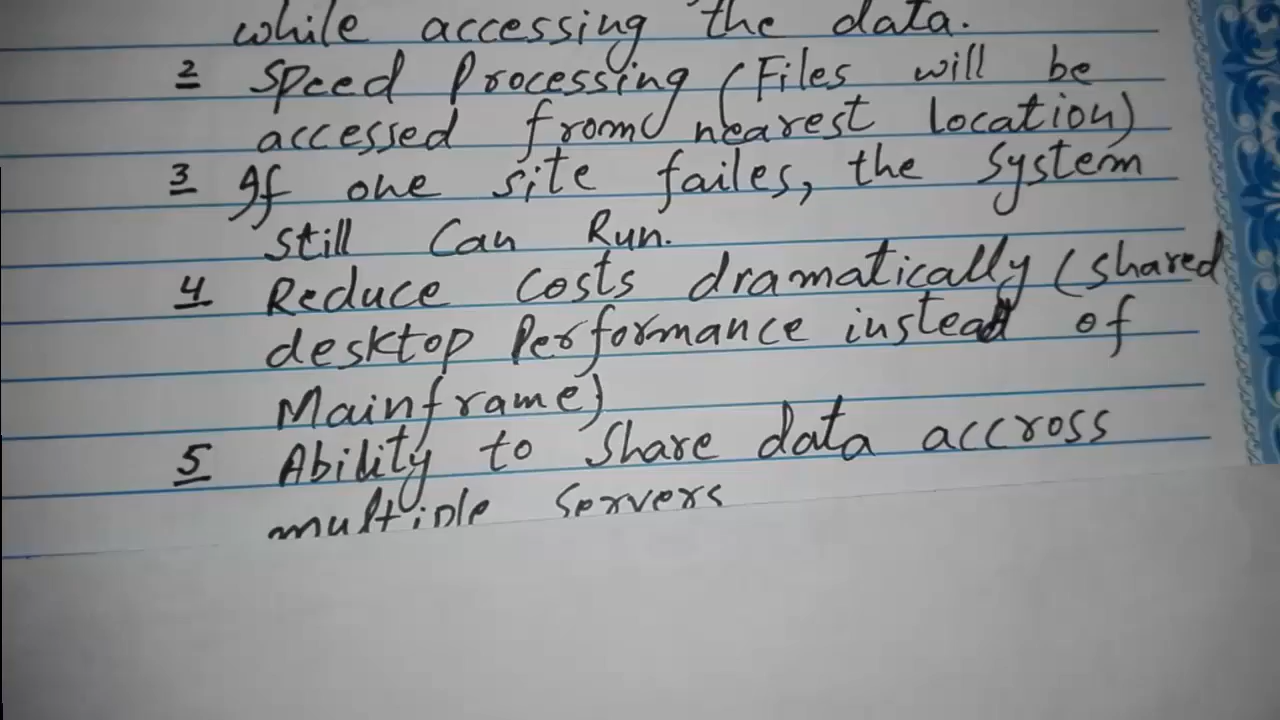 while accessing the data.
2 Speed Processing (Files will be
accessed from nearest location)
3 If one site failes, the System
still Can Run.
4 Reduce Costs dramatically (shared
desktop Performance instead of
Mainframe)
5 Ability to Share data accross
multiple Servers